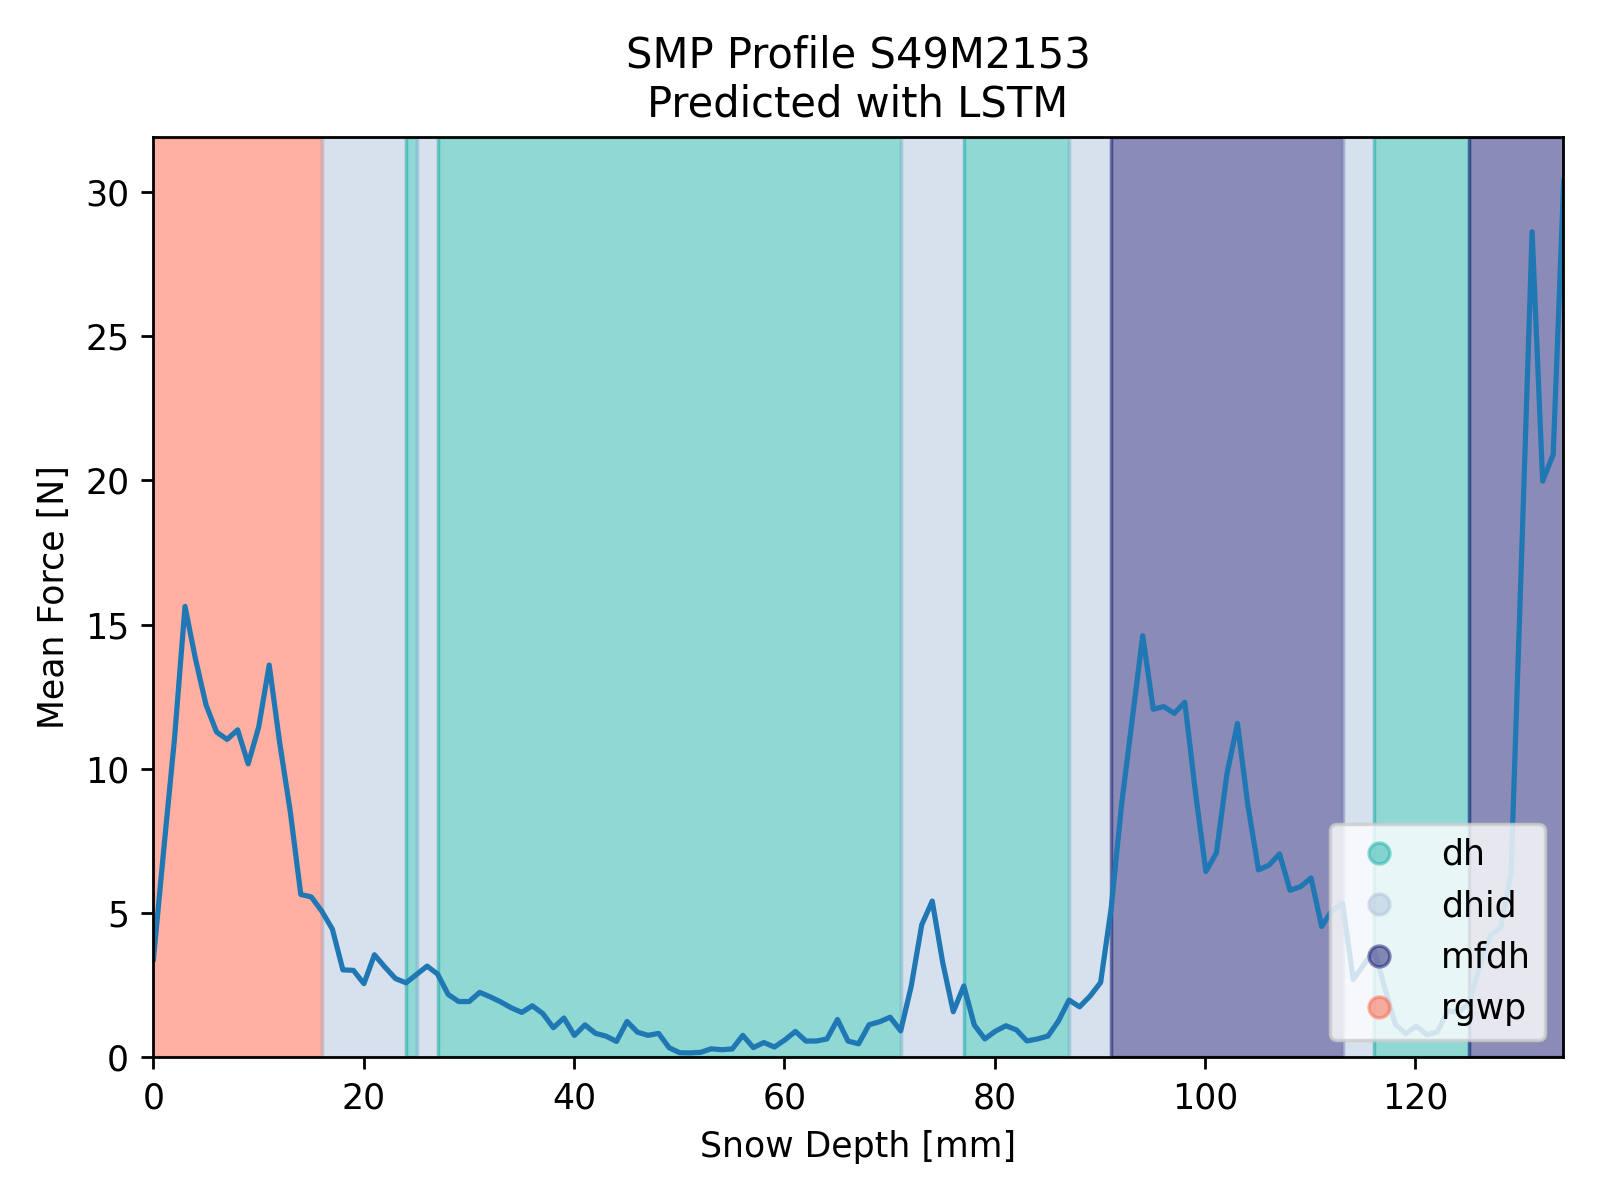 SMP Profile S49M2153
Predicted with LSTM
Mean Force [N]
30
25
20
15
10
5
0
0 20 40 60 80 100 120
Snow Depth [mm]
dh
dhid
mfdh
rgwp